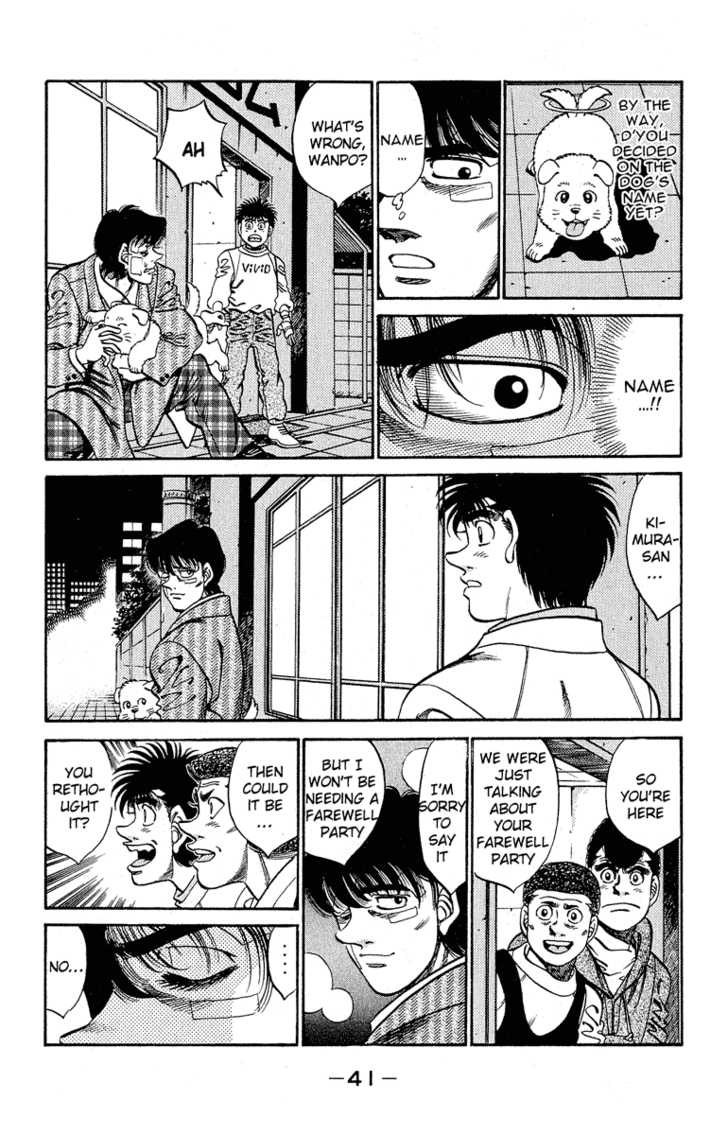 BY THE
WAY,
D'YOU
DECIDED
ON THE
DOG'S
NAME
YET?
NAME
...
NAME
...!!
WHAT'S
WRONG,
WANPO?
AH
VIVID
KI-
MURA-
SAN
...
SO
YOU'RE
HERE
WE WERE
JUST
TALKING
ABOUT
YOUR
FAREWELL
PARTY
I'M
SORRY
TO
SAY
IT
BUT I
WON'T BE
NEEDING A
FAREWELL
PARTY
THEN
COULD
IT BE
...
YOU
RETHO-
UGHT
IT?
....
NO...
—41—